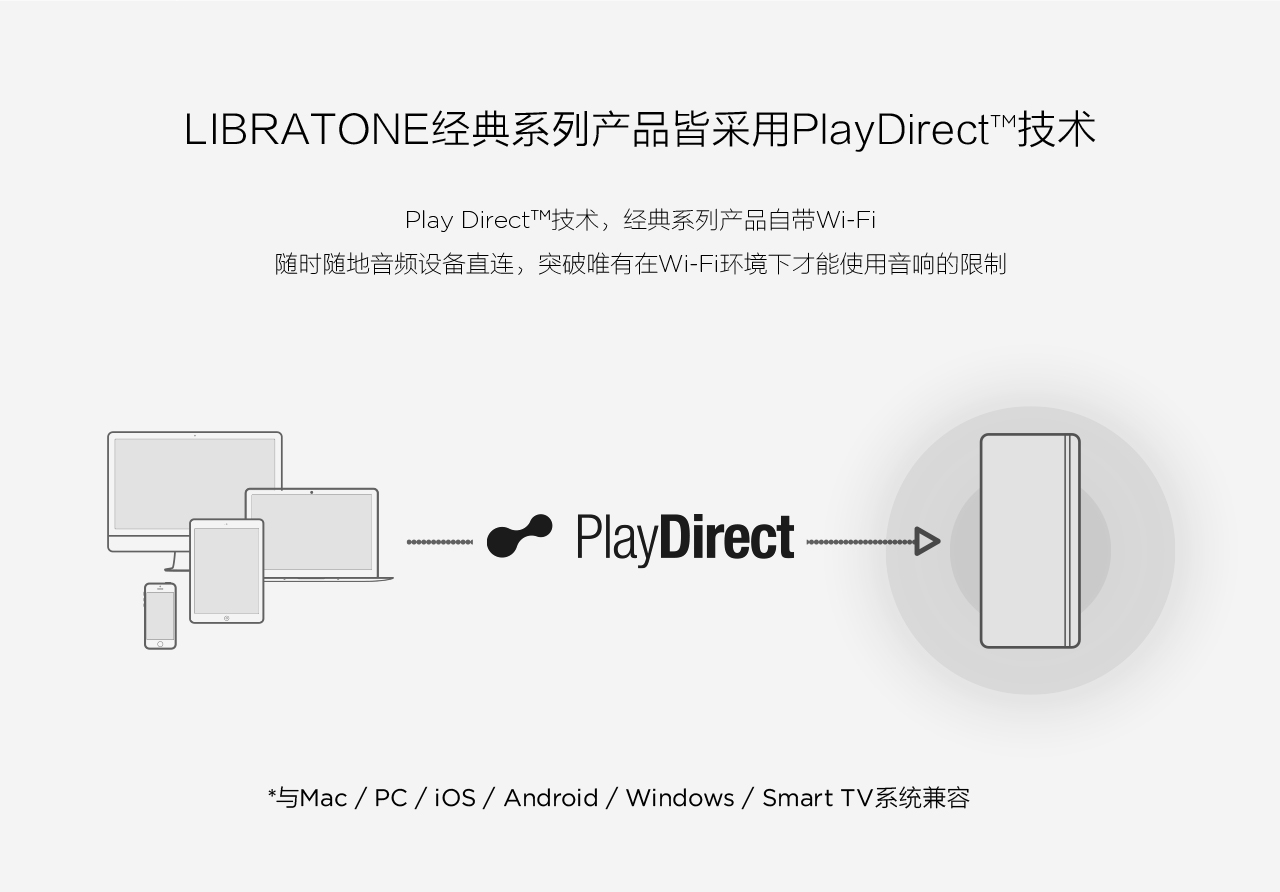 LIBRATONE经典系列产品皆采用PlayDirect™技术
Play Direct™技术，经典系列产品自带Wi-Fi
随时随地音频设备直连，突破唯有在Wi-Fi环境下才能使用音响的限制
PlayDirect
*与Mac / PC / iOS / Android / Windows / Smart TV系统兼容